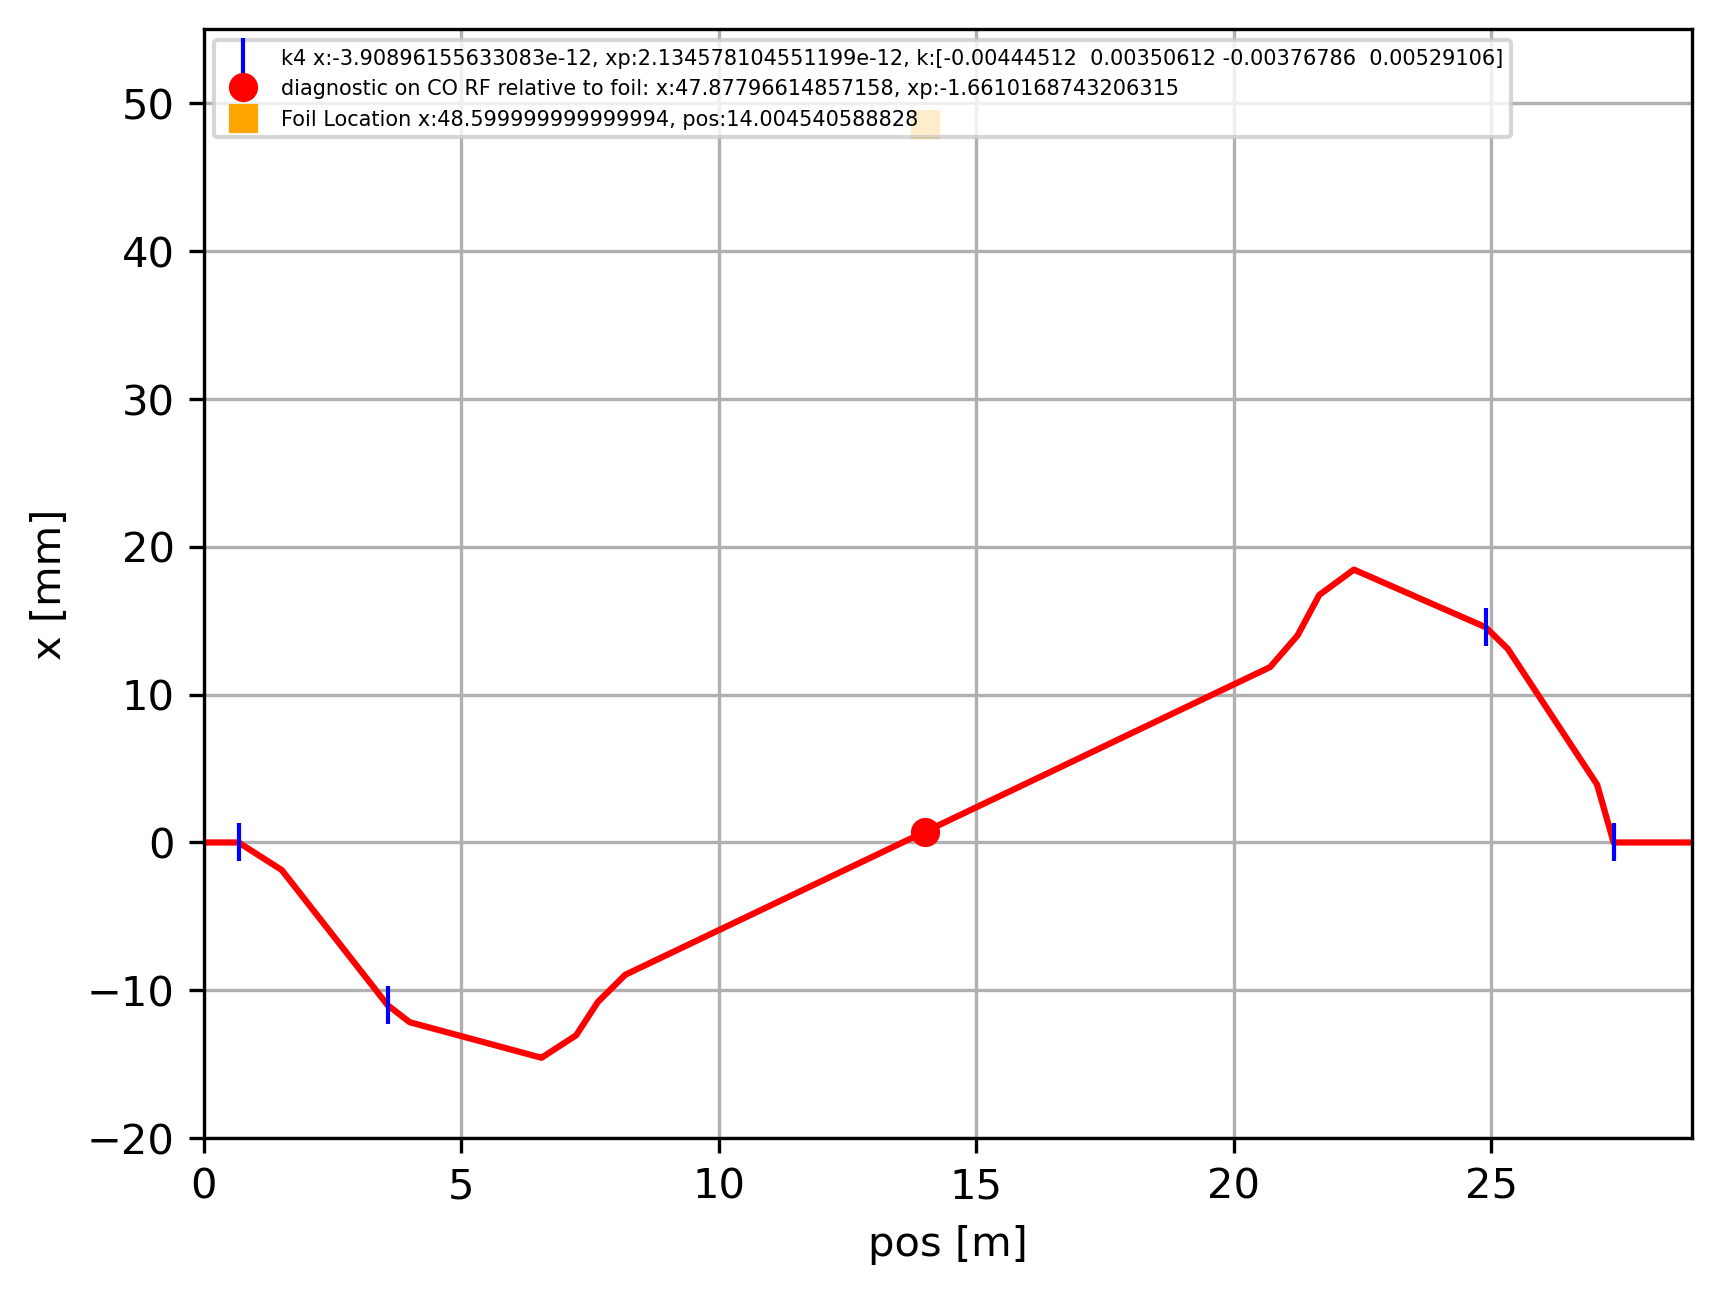 k4 x:-3.90896155633083e-12, xp:2.134578104551199e-12, k:[-0.00444512  0.00350612 -0.00376786  0.00529106]
diagnostic on CO RF relative to foil: x:47.87796614857158, xp:-1.6610168743206315
Foil Location x:48.599999999999994, pos:14.004540588828
50
40
30
20
10
0
−10
−20
x [mm]
0 5 10 15 20 25
pos [m]